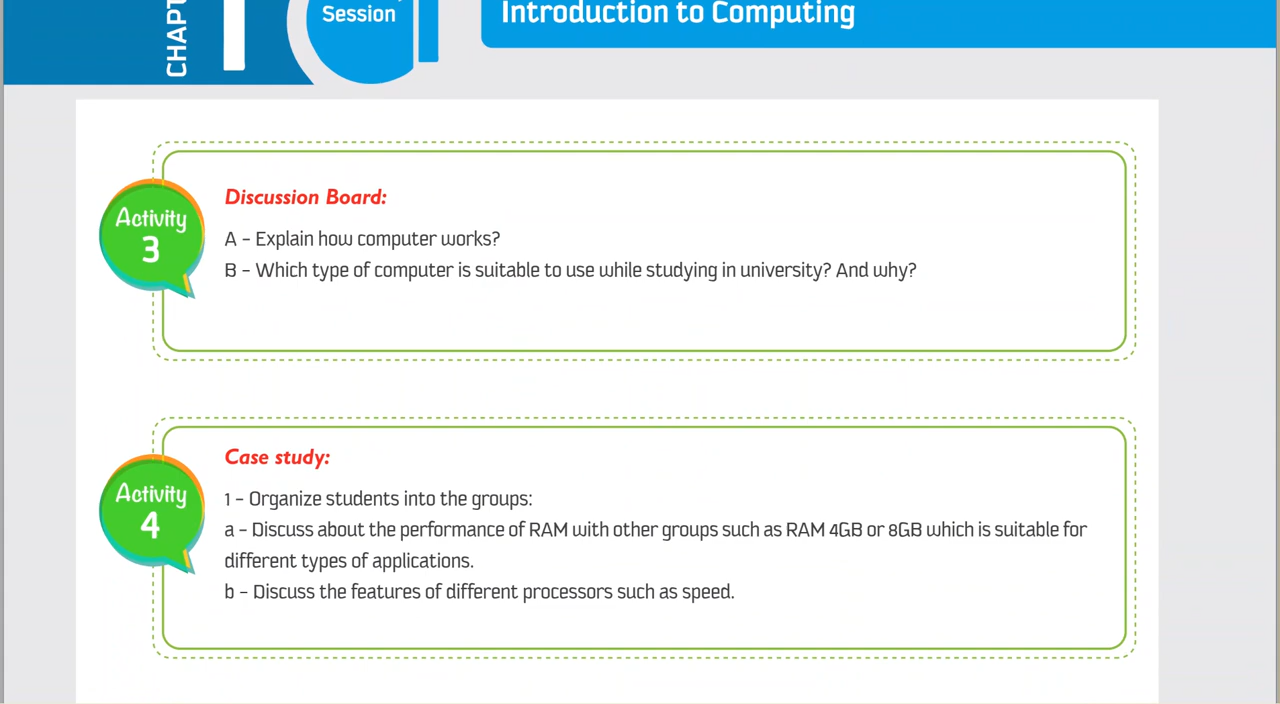 Session
Introduction to Computing
Activity
3
Discussion Board:
A - Explain how computer works?
B - Which type of computer is suitable to use while studying in university? And why?
Activity
4
Case study:
1 - Organize students into the groups:
a - Discuss about the performance of RAM with other groups such as RAM 4GB or 8GB which is suitable for
different types of applications.
b - Discuss the features of different processors such as speed.